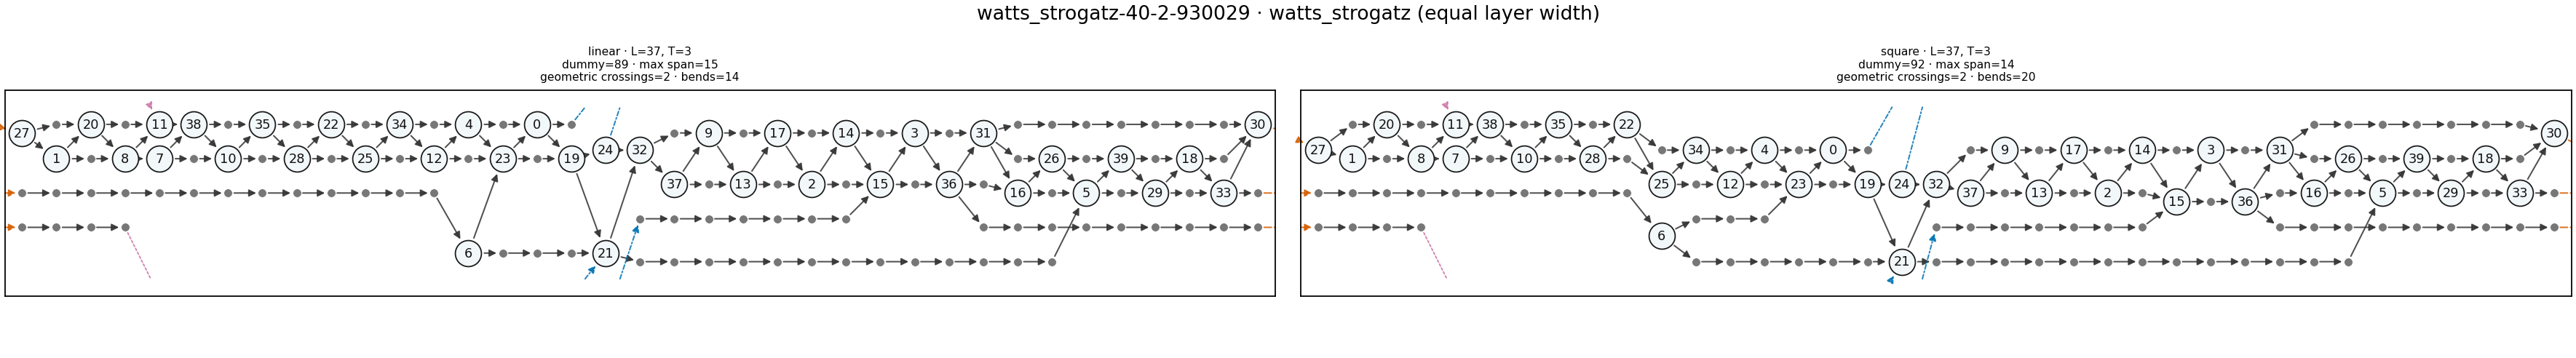 watts_strogatz-40-2-930029 · watts_strogatz (equal layer width)
linear · L=37, T=3
dummy=89 · max span=15
geometric crossings=2 · bends=14
27 20 11 38 35 22 34 4 0 24 32 9 17 14 3 31 30
1 8 7 10 28 25 12 23 19 37 13 2 15 36 16 26 5 39 29 18 33
6 21
square · L=37, T=3
dummy=92 · max span=14
geometric crossings=2 · bends=20
27 20 11 38 35 22 34 4 0 32 9 17 14 3 31 30
1 8 7 10 28 25 12 23 19 24 37 13 2 15 36 16 26 5 39 29 18 33
6 21